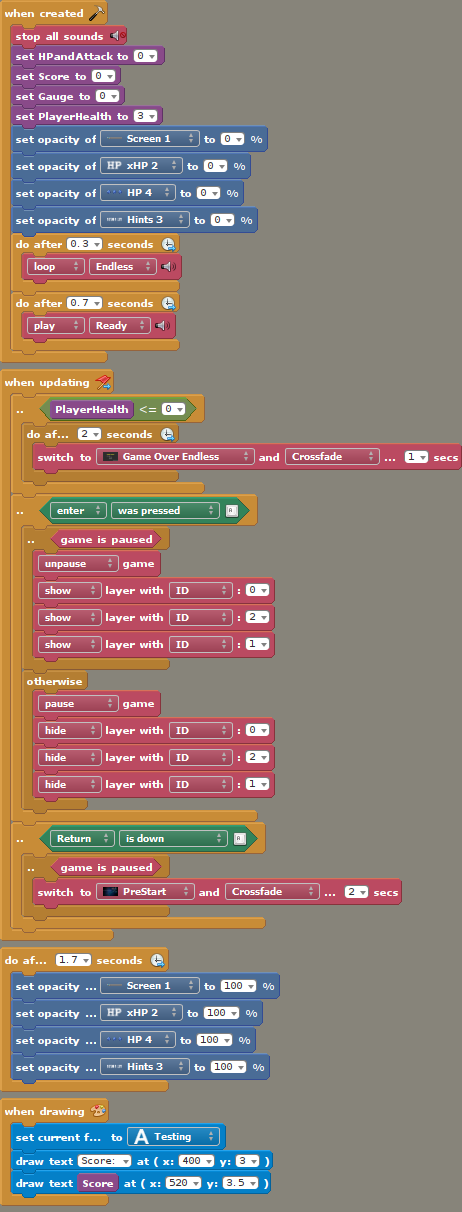 when created
stop all sounds
set HPandAttack to 0
set Score to 0
set Gauge to 0
set PlayerHealth to 3
set opacity of Screen 1 to 0 %
set opacity of HP xHP 2 to 0 %
set opacity of HP 4 to 0 %
set opacity of Hints 3 to 0 %
do after 0.3 seconds
loop Endless
do after 0.7 seconds
play Ready
when updating
.. PlayerHealth <= 0
do af... 2 seconds
switch to Game Over Endless and Crossfade ... 1 secs
.. enter was pressed
.. game is paused
unpause game
show layer with ID : 0
show layer with ID : 2
show layer with ID : 1
otherwise
pause game
hide layer with ID : 0
hide layer with ID : 2
hide layer with ID : 1
.. Return is down
.. game is paused
switch to PreStart and Crossfade ... 2 secs
do af... 1.7 seconds
set opacity ... Screen 1 to 100 %
set opacity ... HP xHP 2 to 100 %
set opacity ... HP 4 to 100 %
set opacity ... Hints 3 to 100 %
when drawing
set current f... to A Testing
draw text Score: at ( x: 400 y: 3 )
draw text Score at ( x: 520 y: 3.5 )